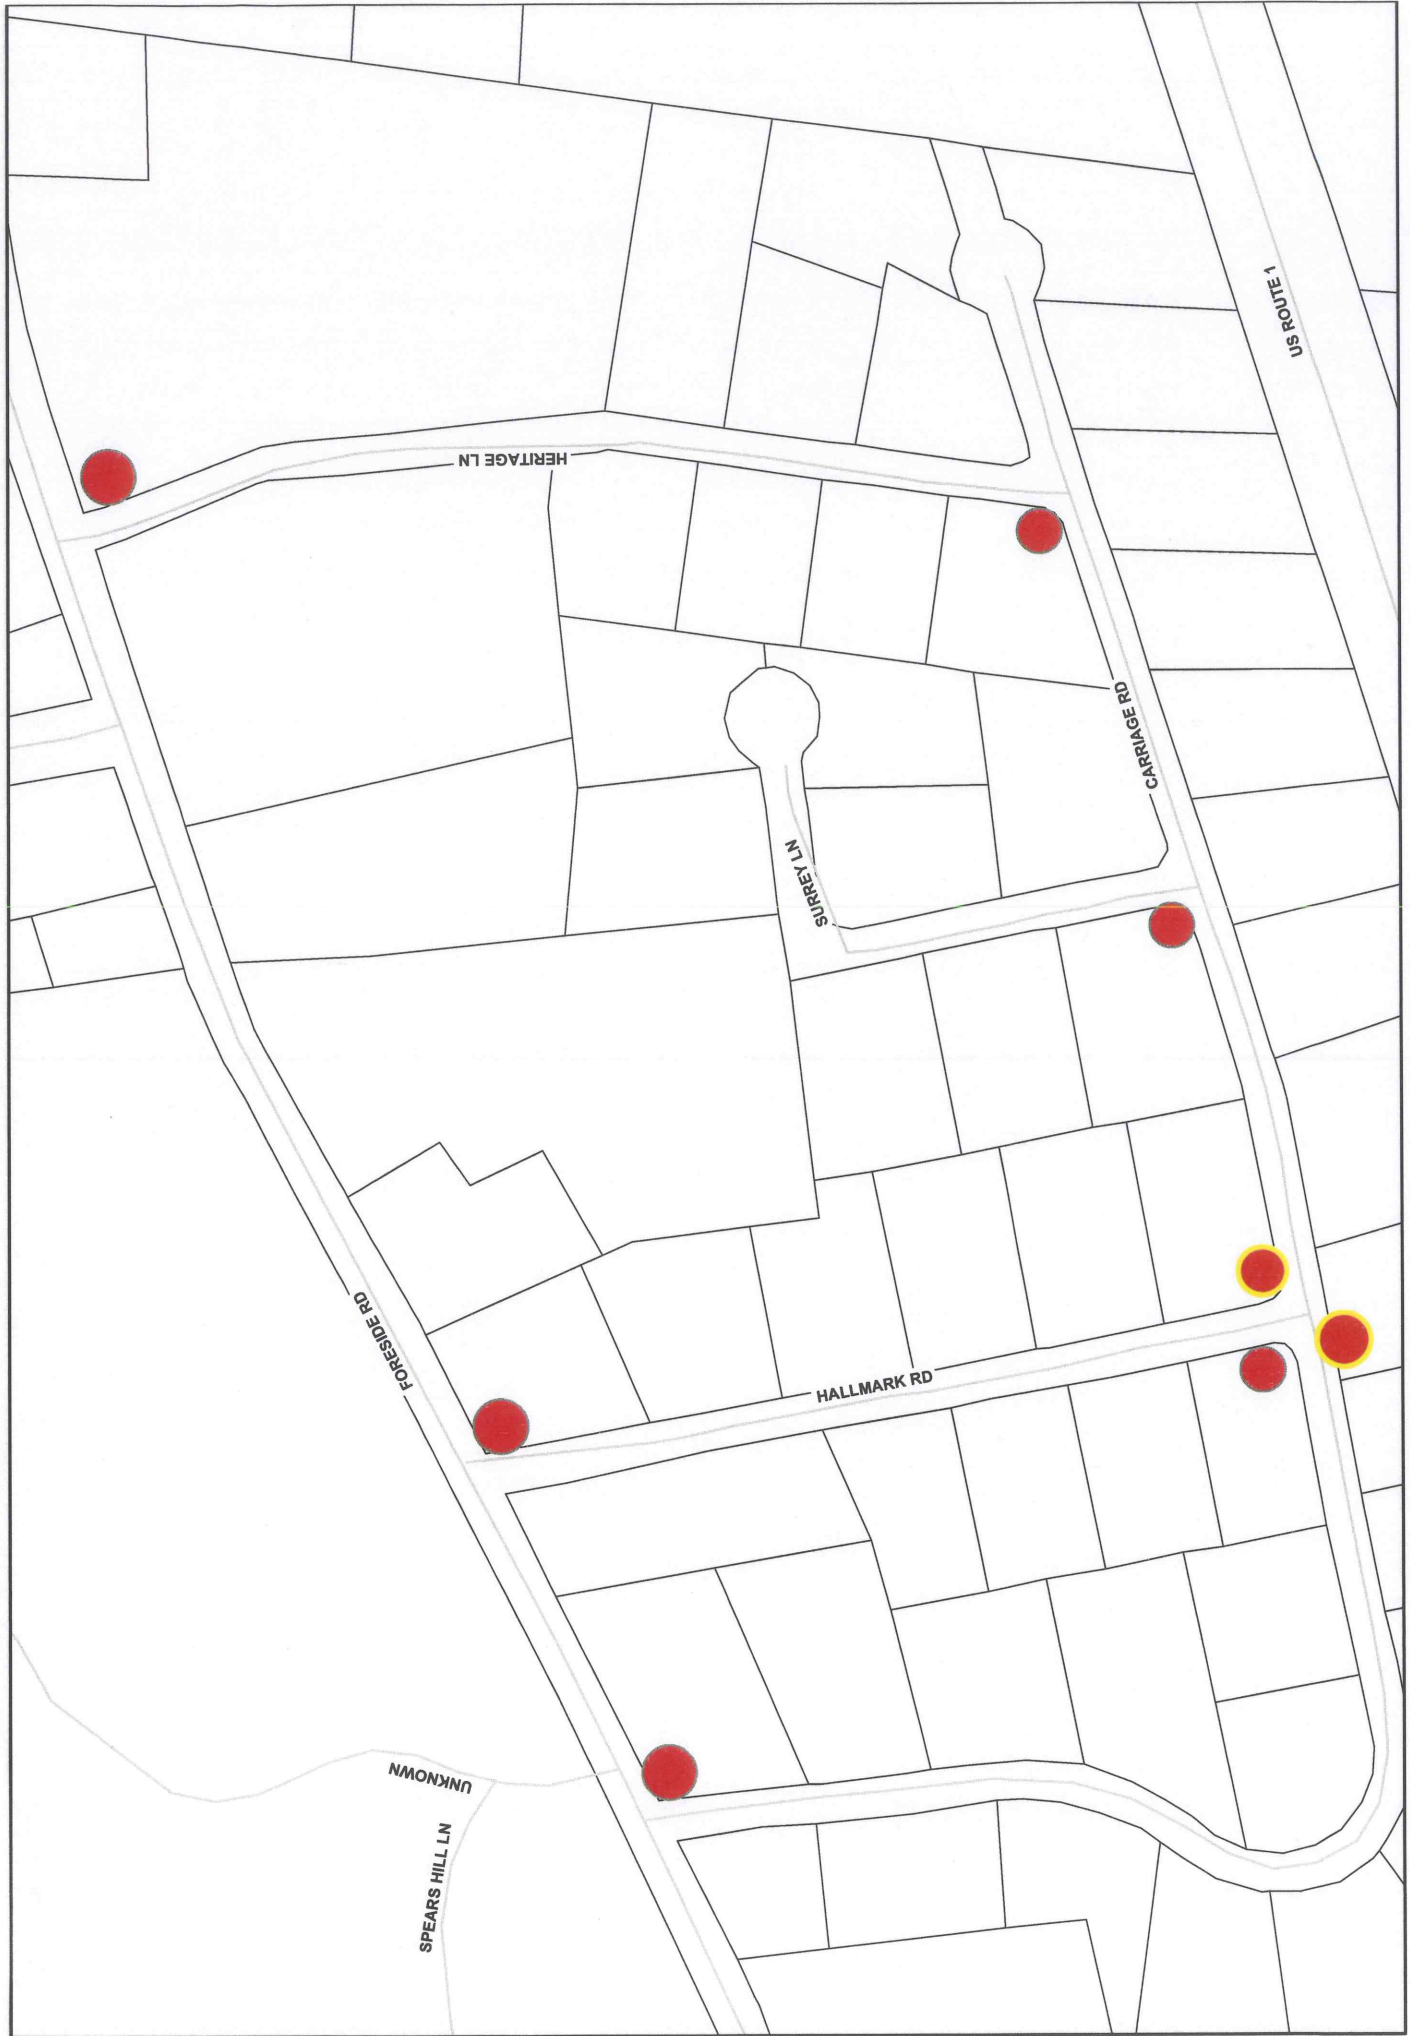 US ROUTE 1
HERITAGE LN
CARRIAGE RD
SURREY LN
FORESIDE RD
HALLMARK RD
UNKNOWN
SPEARS HILL LN